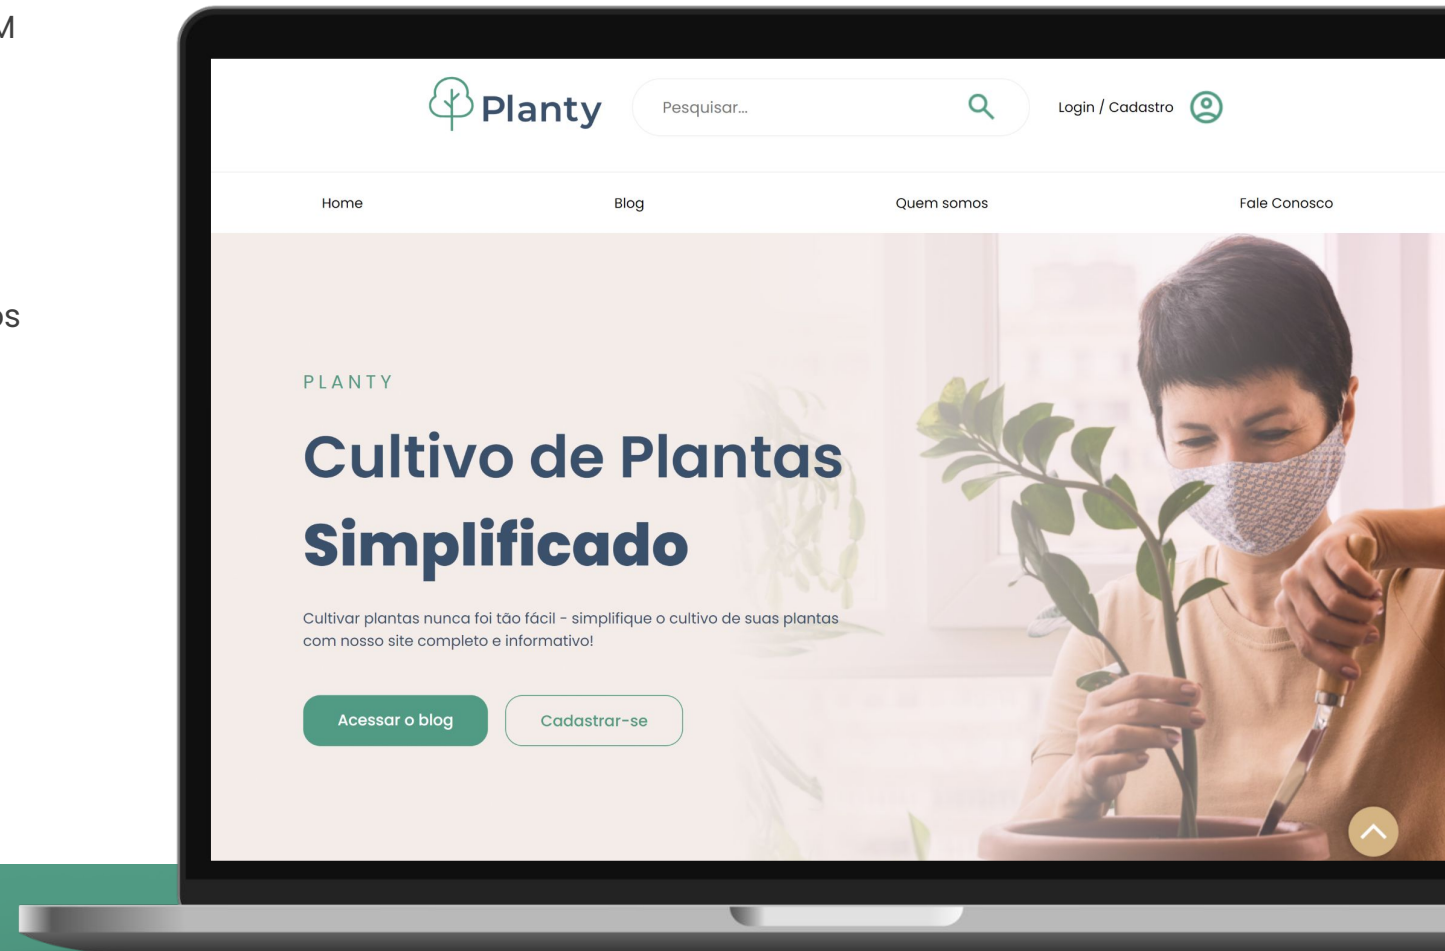 Planty
Pesquisar...
Login / Cadastro
Home
Blog
Quem somos
Fale Conosco
PLANTY
Cultivo de Plantas
Simplificado
Cultivar plantas nunca foi tão fácil - simplifique o cultivo de suas plantas
com nosso site completo e informativo!
Acessar o blog
Cadastrar-se